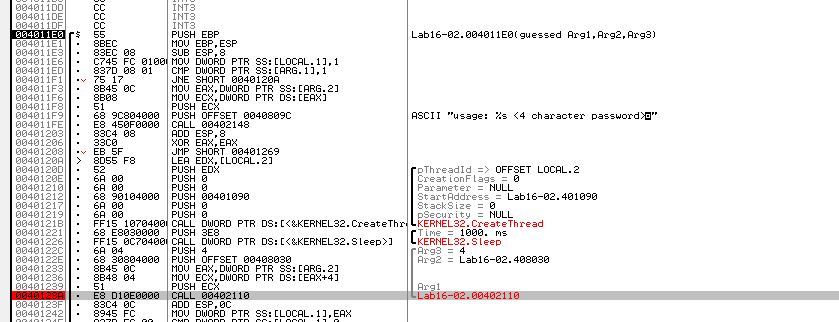 004011DD CC INT3
004011DE CC INT3
004011DF CC INT3
004011E0 $ 55 PUSH EBP Lab16-02.004011E0(guessed Arg1,Arg2,Arg3)
004011E1 8BEC MOV EBP,ESP
004011E3 83EC 08 SUB ESP,8
004011E6 C745 FC 0100 MOV DWORD PTR SS:[LOCAL.1],1
004011ED 837D 08 01 CMP DWORD PTR SS:[ARG.1],1
004011F1 75 17 JNE SHORT 0040120A
004011F3 8B45 0C MOV EAX,DWORD PTR SS:[ARG.2]
004011F6 8B08 MOV ECX,DWORD PTR DS:[EAX]
004011F8 51 PUSH ECX
004011F9 68 9C804000 PUSH OFFSET 0040809C ASCII "usage: %s <4 character password>"
004011FE E8 450F0000 CALL 00402148
00401203 83C4 08 ADD ESP,8
00401206 33C0 XOR EAX,EAX
00401208 EB 5F JMP SHORT 00401269
0040120A > 8D55 F8 LEA EDX,[LOCAL.2]
0040120D 52 PUSH EDX pThreadId => OFFSET LOCAL.2
0040120E 6A 00 PUSH 0 CreationFlags = 0
00401210 6A 00 PUSH 0 Parameter = NULL
00401212 68 90104000 PUSH 00401090 StartAddress = Lab16-02.401090
00401217 6A 00 PUSH 0 StackSize = 0
00401219 6A 00 PUSH 0 pSecurity = NULL
0040121B FF15 10704000 CALL DWORD PTR DS:[<&KERNEL32.CreateThre KERNEL32.CreateThread
00401221 68 E8030000 PUSH 3E8 Time = 1000. ms
00401226 FF15 0C704000 CALL DWORD PTR DS:[<&KERNEL32.Sleep>] KERNEL32.Sleep
0040122C 6A 04 PUSH 4 Arg3 = 4
0040122E 68 30804000 PUSH OFFSET 00408030 Arg2 = Lab16-02.408030
00401233 8B45 0C MOV EAX,DWORD PTR SS:[ARG.2]
00401236 8B48 04 MOV ECX,DWORD PTR DS:[EAX+4]
00401239 51 PUSH ECX Arg1
0040123A E8 D10E0000 CALL 00402110 Lab16-02.00402110
0040123F 83C4 0C ADD ESP,0C
00401242 8945 FC MOV DWORD PTR SS:[LOCAL.1],EAX